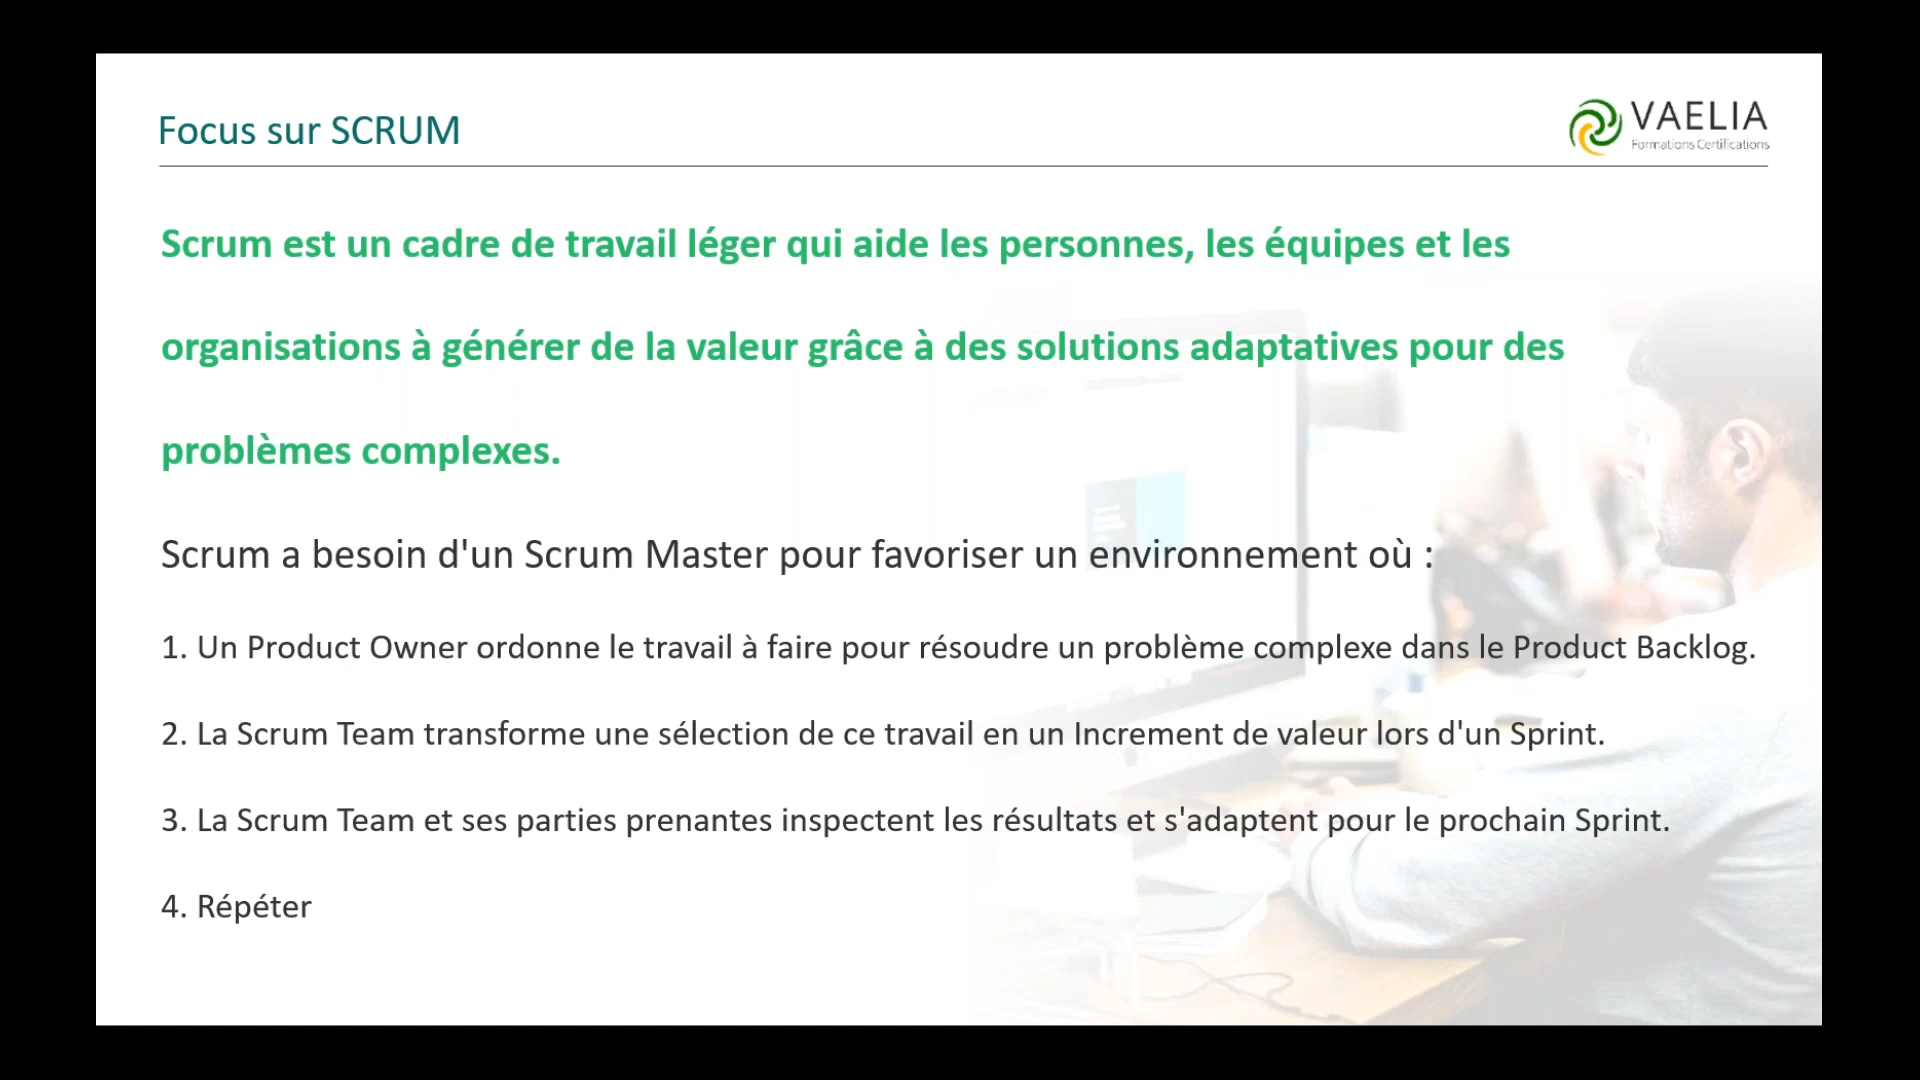 Focus sur SCRUM
VAELIA
Formations Certifications
Scrum est un cadre de travail léger qui aide les personnes, les équipes et les
organisations à générer de la valeur grâce à des solutions adaptatives pour des
problèmes complexes.
Scrum a besoin d'un Scrum Master pour favoriser un environnement où :
1. Un Product Owner ordonne le travail à faire pour résoudre un problème complexe dans le Product Backlog.
2. La Scrum Team transforme une sélection de ce travail en un Increment de valeur lors d'un Sprint.
3. La Scrum Team et ses parties prenantes inspectent les résultats et s'adaptent pour le prochain Sprint.
4. Répéter